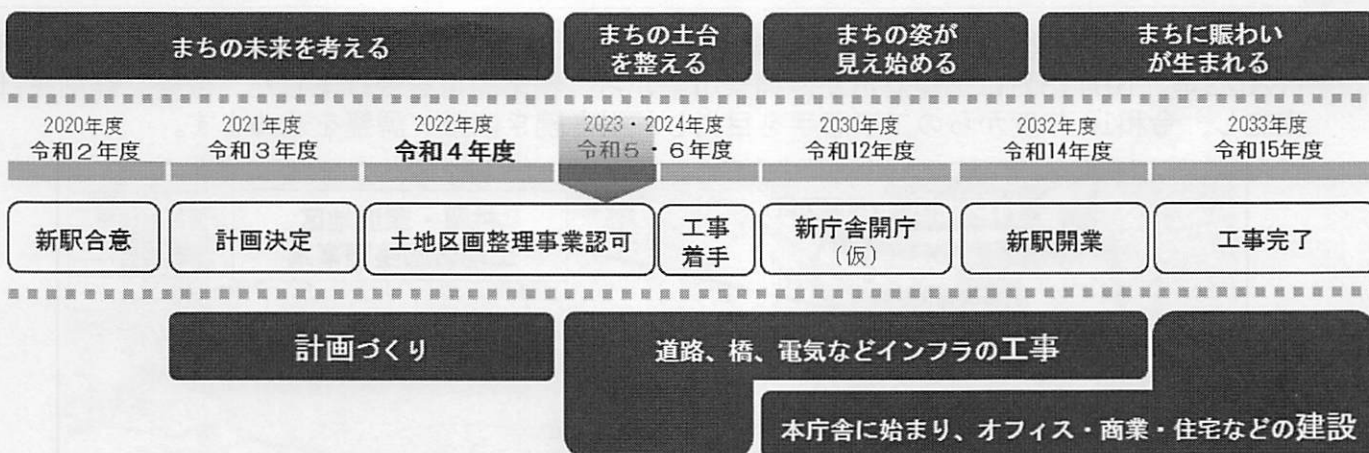 まちの未来を考える
まちの土台
を整える
まちの姿が
見え始める
まちに賑わい
が生まれる
2020年度
令和2年度
2021年度
令和3年度
2022年度
令和4年度
2023・2024年度
令和5・6年度
2030年度
令和12年度
2032年度
令和14年度
2033年度
令和15年度
新駅合意
計画決定
土地区画整理事業認可
工事
着手
新庁舎開庁
（仮）
新駅開業
工事完了
計画づくり
道路、橋、電気などインフラの工事
本庁舎に始まり、オフィス・商業・住宅などの建設